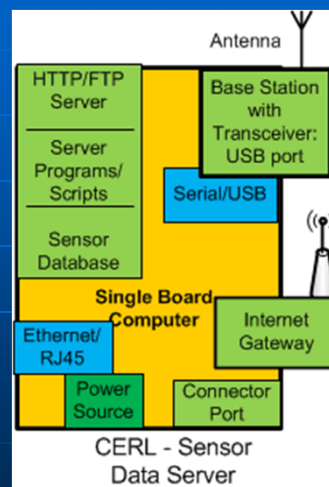 Antenna
HTTP/FTP
Server
Server
Programs/
Scripts
Sensor
Database
Base Station
with
Transceiver:
USB port
Serial/USB
Single Board
Computer
Ethernet/
RJ45
Internet
Gateway
Power
Source
Connector
Port
CERL - Sensor
Data Server